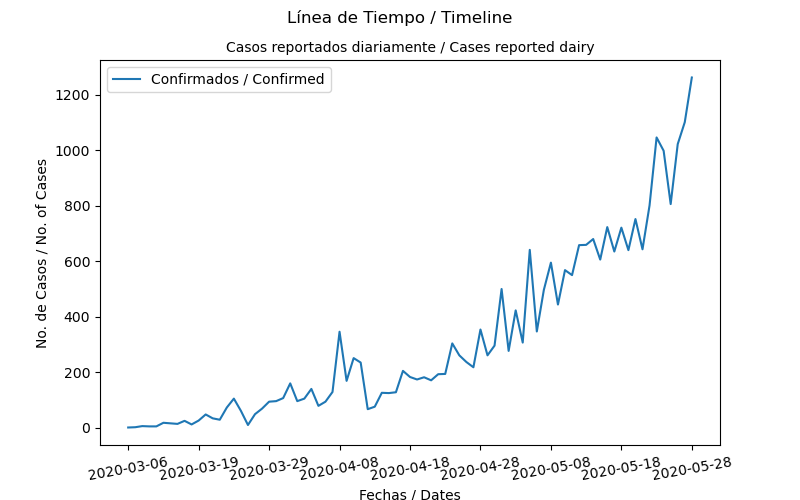 Línea de Tiempo / Timeline
Casos reportados diariamente / Cases reported dairy
Confirmados / Confirmed
1200
1000
800
600
400
200
0
No. de Casos / No. of Cases
2020-03-06 2020-03-19 2020-03-29 2020-04-08 2020-04-18 2020-04-28 2020-05-08 2020-05-18 2020-05-28
Fechas / Dates